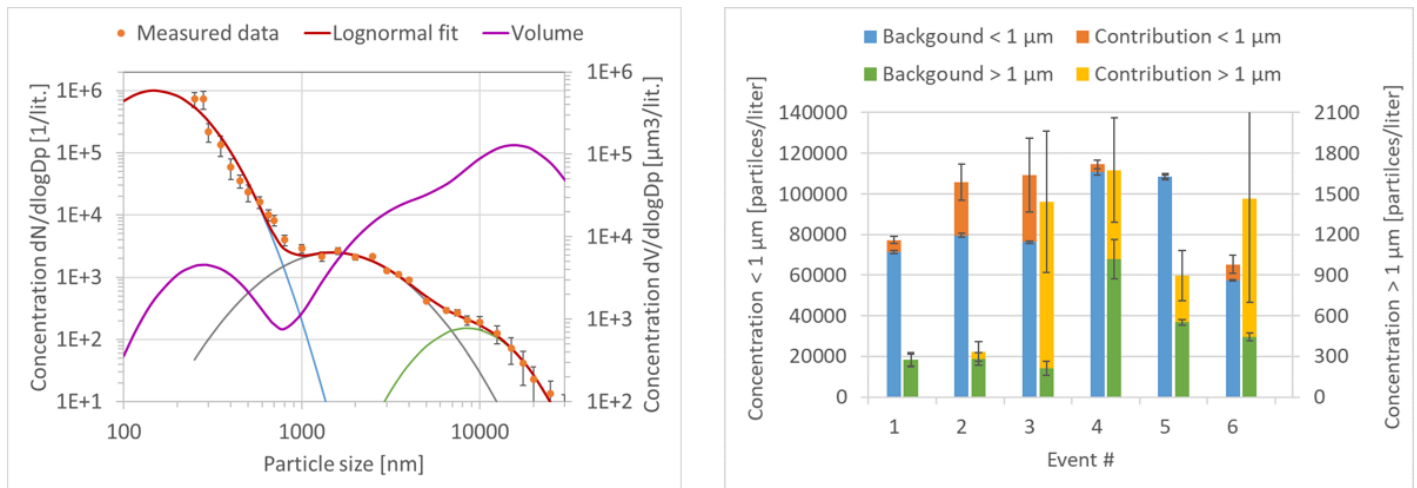 Measured data Lognormal fit Volume
1E+6
1E+5
1E+4
1E+3
1E+2
1E+1
Concentration dN/dlogDp [1/lit.]
1E+6
1E+5
1E+4
1E+3
1E+2
Concentration dV/dlogDp [µm3/lit.]
100 1000 10000
Particle size [nm]
Backgound < 1 µm Contribution < 1 µm
Backgound > 1 µm Contribution > 1 µm
140000
120000
100000
80000
60000
40000
20000
0
Concentration < 1 µm [partilces/liter]
2100
1800
1500
1200
900
600
300
0
Concentration > 1 µm [partilces/liter]
1 2 3 4 5 6
Event #